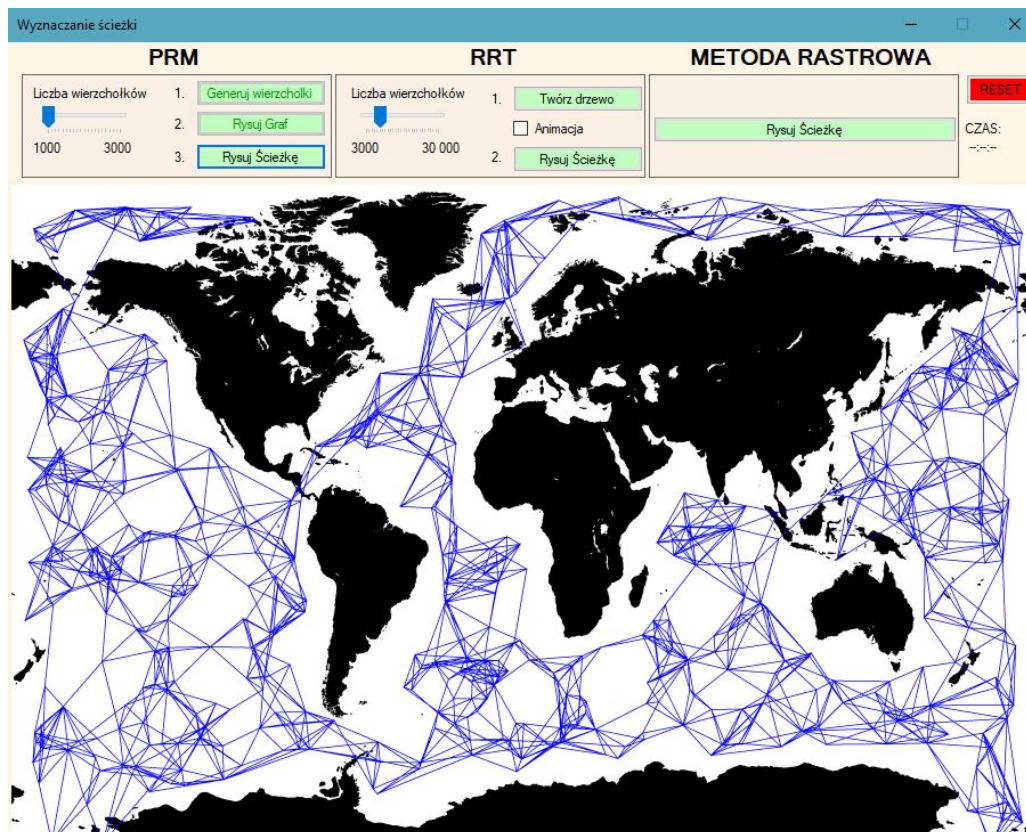 Wyznaczanie ścieżki
PRM
RRT
METODA RASTROWA
Liczba wierzchołków
1.
Generuj wierzchołki
2.
Rysuj Graf
1000
3000
3.
Rysuj Ścieżkę
Liczba wierzchołków
1.
Twórz drzewo
Animacja
3000
30 000
2.
Rysuj Ścieżkę
Rysuj Ścieżkę
RESET
CZAS:
--:--:--